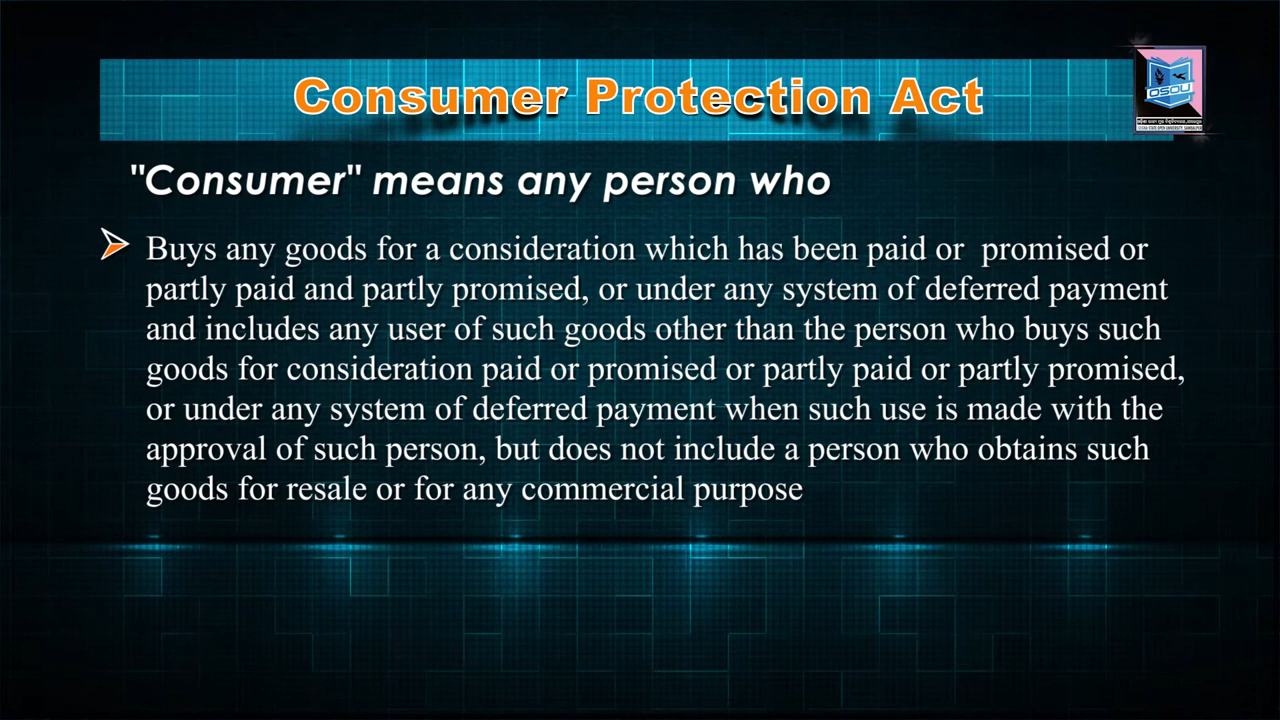 Consumer Protection Act
OSOU
"Consumer" means any person who
Buys any goods for a consideration which has been paid or promised or
partly paid and partly promised, or under any system of deferred payment
and includes any user of such goods other than the person who buys such
goods for consideration paid or promised or partly paid or partly promised,
or under any system of deferred payment when such use is made with the
approval of such person, but does not include a person who obtains such
goods for resale or for any commercial purpose